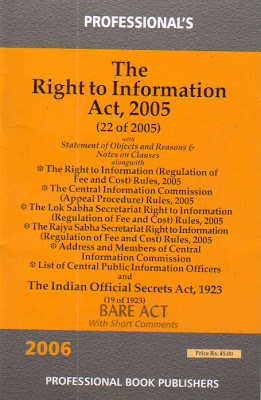 PROFESSIONAL'S
The
Right to Information
Act, 2005
(22 of 2005)
with
Statement of Objects and Reasons &
Notes on Clauses
alongwith
❊ The Right to Information (Regulation of
Fee and Cost) Rules, 2005
❊ The Central Information Commission
(Appeal Procedure) Rules, 2005
❊ The Lok Sabha Secretariat Right to Information
(Regulation of Fee and Cost) Rules, 2005
❊ The Rajya Sabha Secretariat Right to Information
(Regulation of Fee and Cost) Rules, 2005
❊ Address and Members of Central
Information Commission
❊ List of Central Public Information Officers
and
The Indian Official Secrets Act, 1923
(19 of 1923)
BARE ACT
With Short Comments
2006
Price Rs. 45.00
PROFESSIONAL BOOK PUBLISHERS